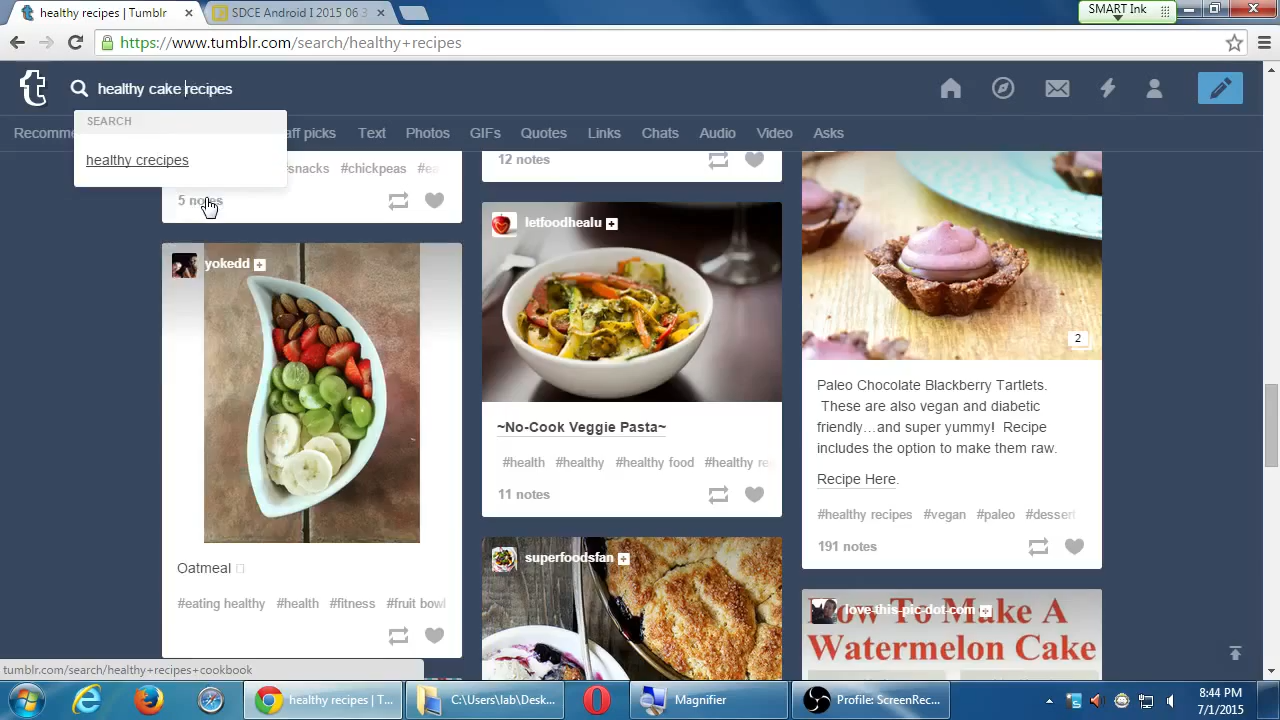 healthy recipes | Tumblr
SDCE Android I 2015 06 3
SMART Ink
https://www.tumblr.com/search/healthy+recipes
healthy cake recipes
SEARCH
healthy crecipes
Recomme
aff picks
Text
Photos
GIFs
Quotes
Links
Chats
Audio
Video
Asks
#snacks #chickpeas #ea
5 notes
12 notes
yokedd
Oatmeal
#eating healthy #health #fitness #fruit bowl
letfoodhealu
~No-Cook Veggie Pasta~
#health #healthy #healthy food #healthy re
11 notes
superfoodsfan
2
Paleo Chocolate Blackberry Tartlets.
These are also vegan and diabetic
friendly…and super yummy! Recipe
includes the option to make them raw.
Recipe Here.
#healthy recipes #vegan #paleo #dessert
191 notes
love-this-pic-dot-com
How To Make A
Watermelon Cake
tumblr.com/search/healthy+recipes+cookbook
healthy recipes | T...
C:\Users\lab\Desk...
Magnifier
Profile: ScreenRec...
8:44 PM
7/1/2015